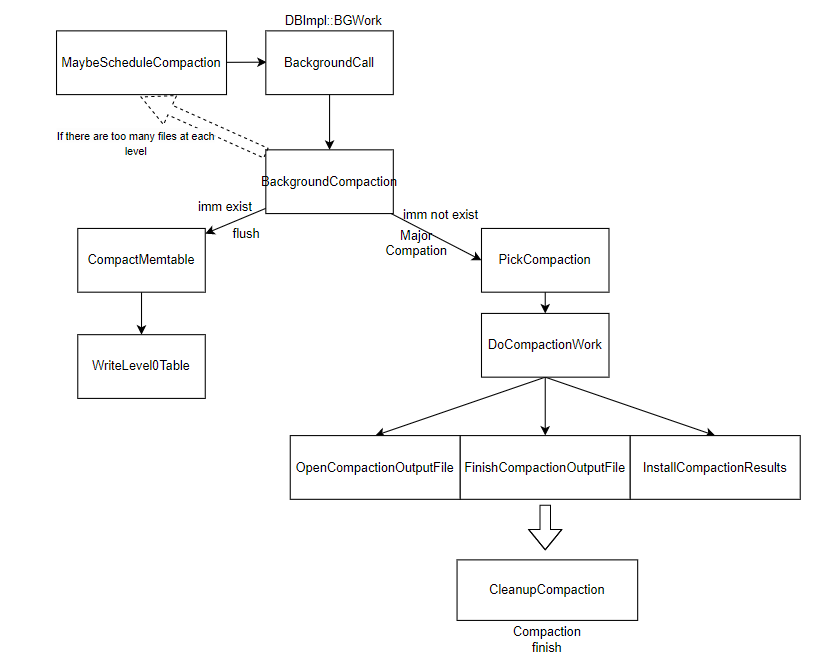 DBImpl::BGWork
MaybeScheduleCompaction
BackgroundCall
If there are too many files at each
level
BackgroundCompaction
imm exist
flush
imm not exist
Major
Compation
CompactMemtable
PickCompaction
WriteLevel0Table
DoCompactionWork
OpenCompactionOutputFile
FinishCompactionOutputFile
InstallCompactionResults
CleanupCompaction
Compaction
finish